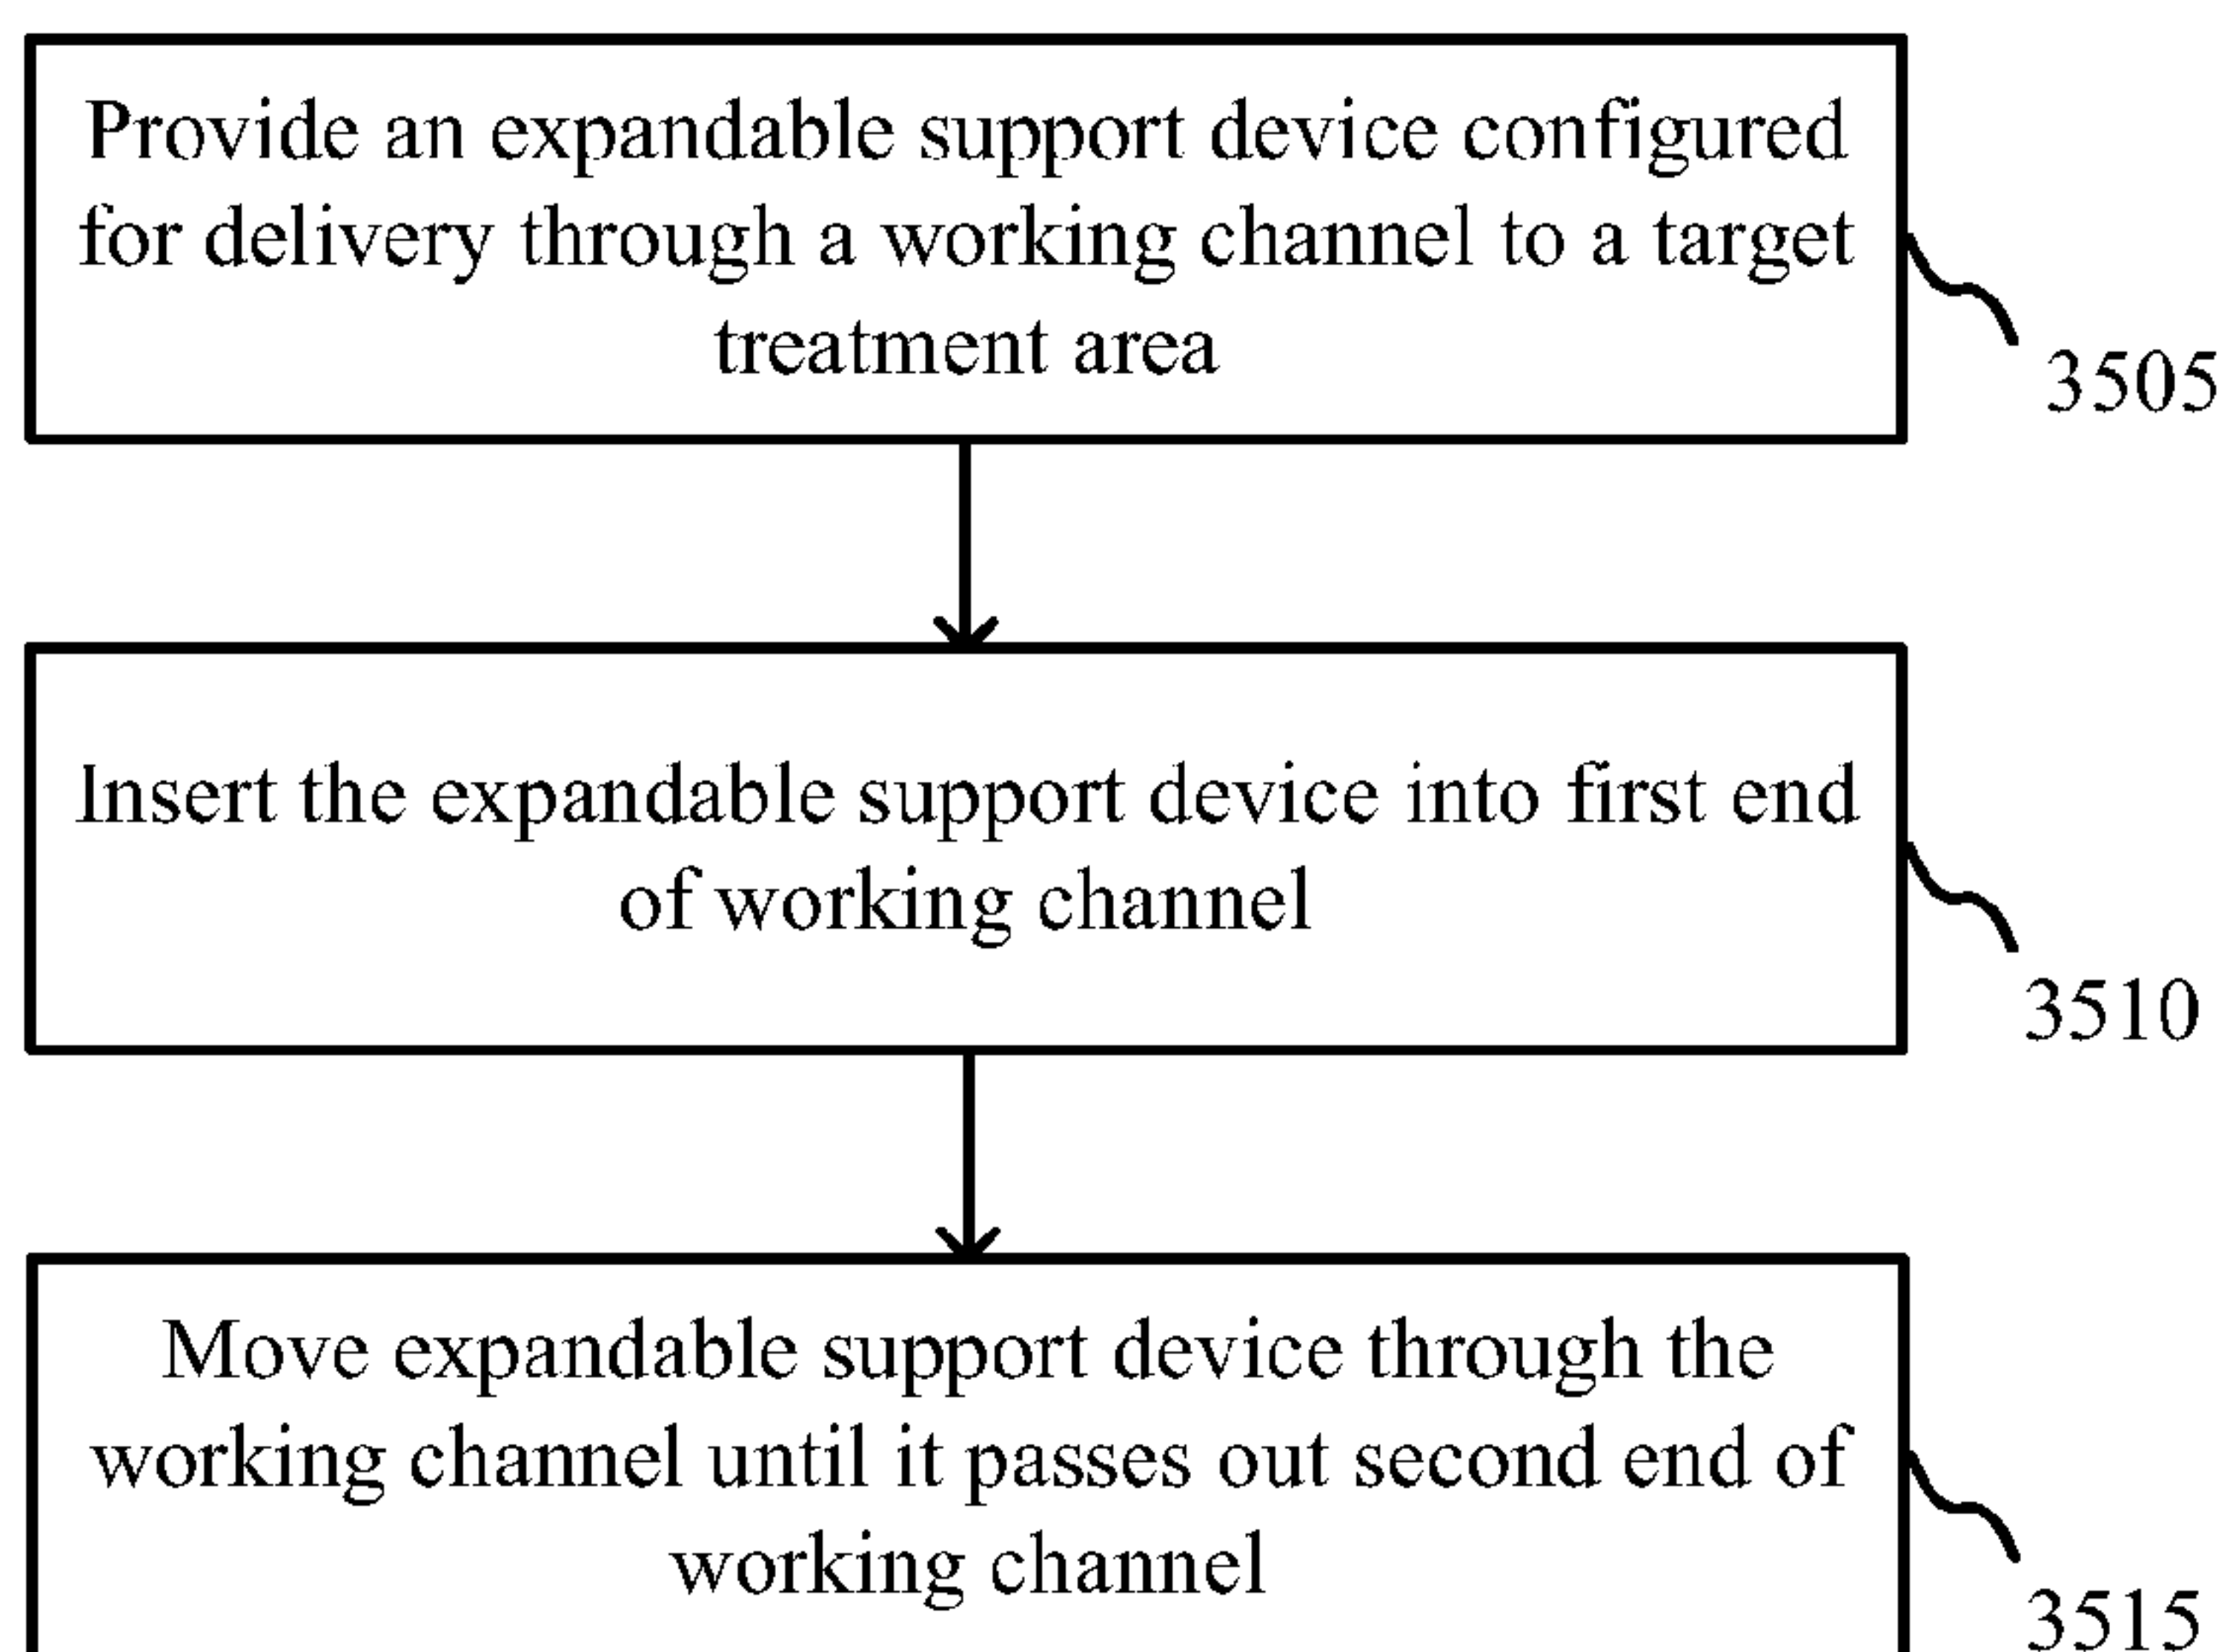 Provide an expandable support device configured
for delivery through a working channel to a target
treatment area
3505
Insert the expandable support device into first end
of working channel
3510
Move expandable support device through the
working channel until it passes out second end of
working channel
3515